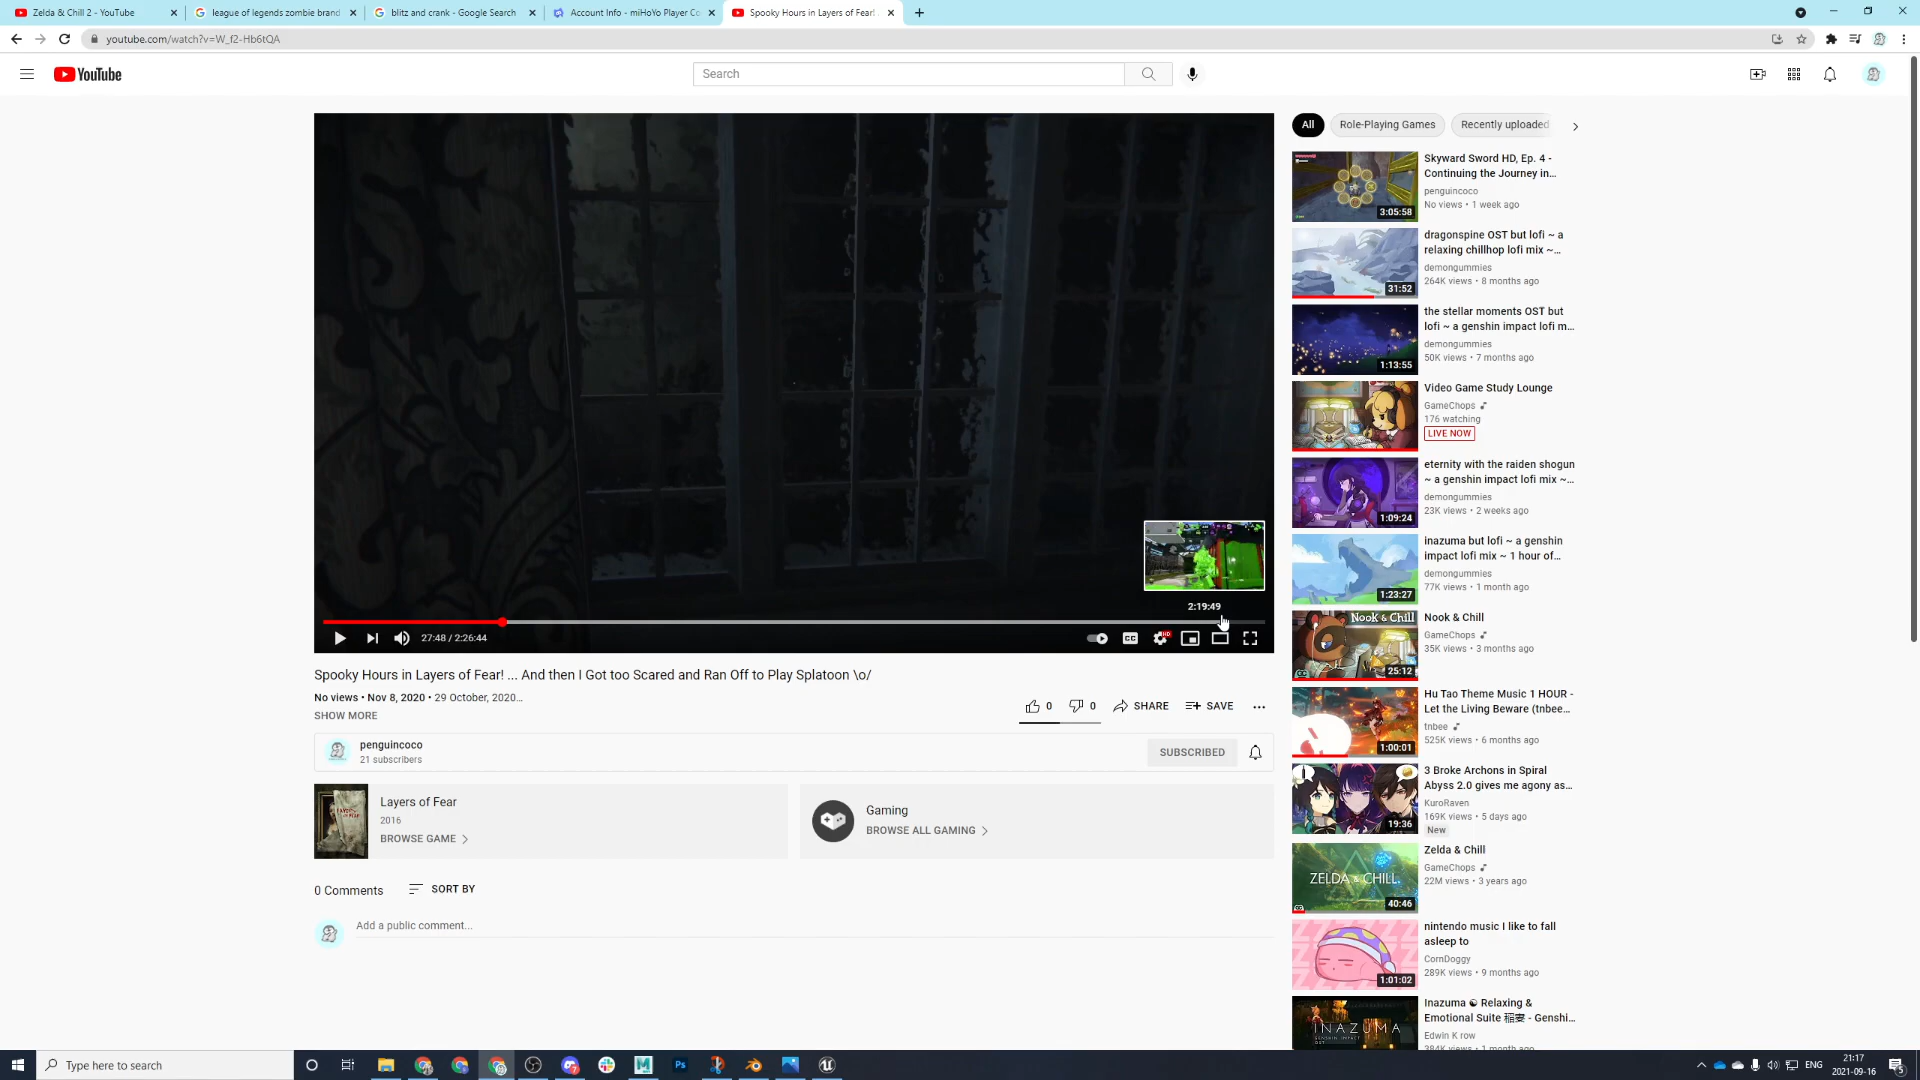 Zelda & Chill 2 - YouTube
league of legends zombie brand
blitz and crank - Google Search
Account Info - miHoYo Player Co
Spooky Hours in Layers of Fear!
youtube.com/watch?v=W_f2-Hb6tQA
YouTube
Search
2:19:49
27:48 / 2:26:44
CC
HD
Spooky Hours in Layers of Fear! ... And then I Got too Scared and Ran Off to Play Splatoon \o/
No views • Nov 8, 2020 • 29 October, 2020...
SHOW MORE
0
0
SHARE
SAVE
penguincoco
21 subscribers
SUBSCRIBED
Layers of Fear
2016
BROWSE GAME
Gaming
BROWSE ALL GAMING
0 Comments
SORT BY
Add a public comment...
All
Role-Playing Games
Recently uploaded
Skyward Sword HD, Ep. 4 -
Continuing the Journey in...
penguincoco
No views • 1 week ago
3:05:58
dragonspine OST but lofi ~ a
relaxing chillhop lofi mix ~...
demongummies
264K views • 8 months ago
31:52
the stellar moments OST but
lofi ~ a genshin impact lofi m...
demongummies
50K views • 7 months ago
1:13:55
Video Game Study Lounge
GameChops
176 watching
LIVE NOW
eternity with the raiden shogun
~ a genshin impact lofi mix ~...
demongummies
23K views • 2 weeks ago
1:09:24
inazuma but lofi ~ a genshin
impact lofi mix ~ 1 hour of...
demongummies
77K views • 1 month ago
1:23:27
Nook & Chill
Nook & Chill
GameChops
35K views • 3 months ago
25:12
Hu Tao Theme Music 1 HOUR -
Let the Living Beware (tnbee...
tnbee
525K views • 6 months ago
1:00:01
3 Broke Archons in Spiral
Abyss 2.0 gives me agony as...
KuroRaven
169K views • 5 days ago
New
19:36
Zelda & Chill
GameChops
22M views • 3 years ago
ZELDA & CHILL
40:46
nintendo music I like to fall
asleep to
CornDoggy
289K views • 9 months ago
1:01:02
Inazuma ☯ Relaxing &
Emotional Suite 稲妻 - Genshi...
Edwin K row
384K views • 1 month ago
INAZUMA
Type here to search
Ps
ENG
21:17
2021-09-16
5